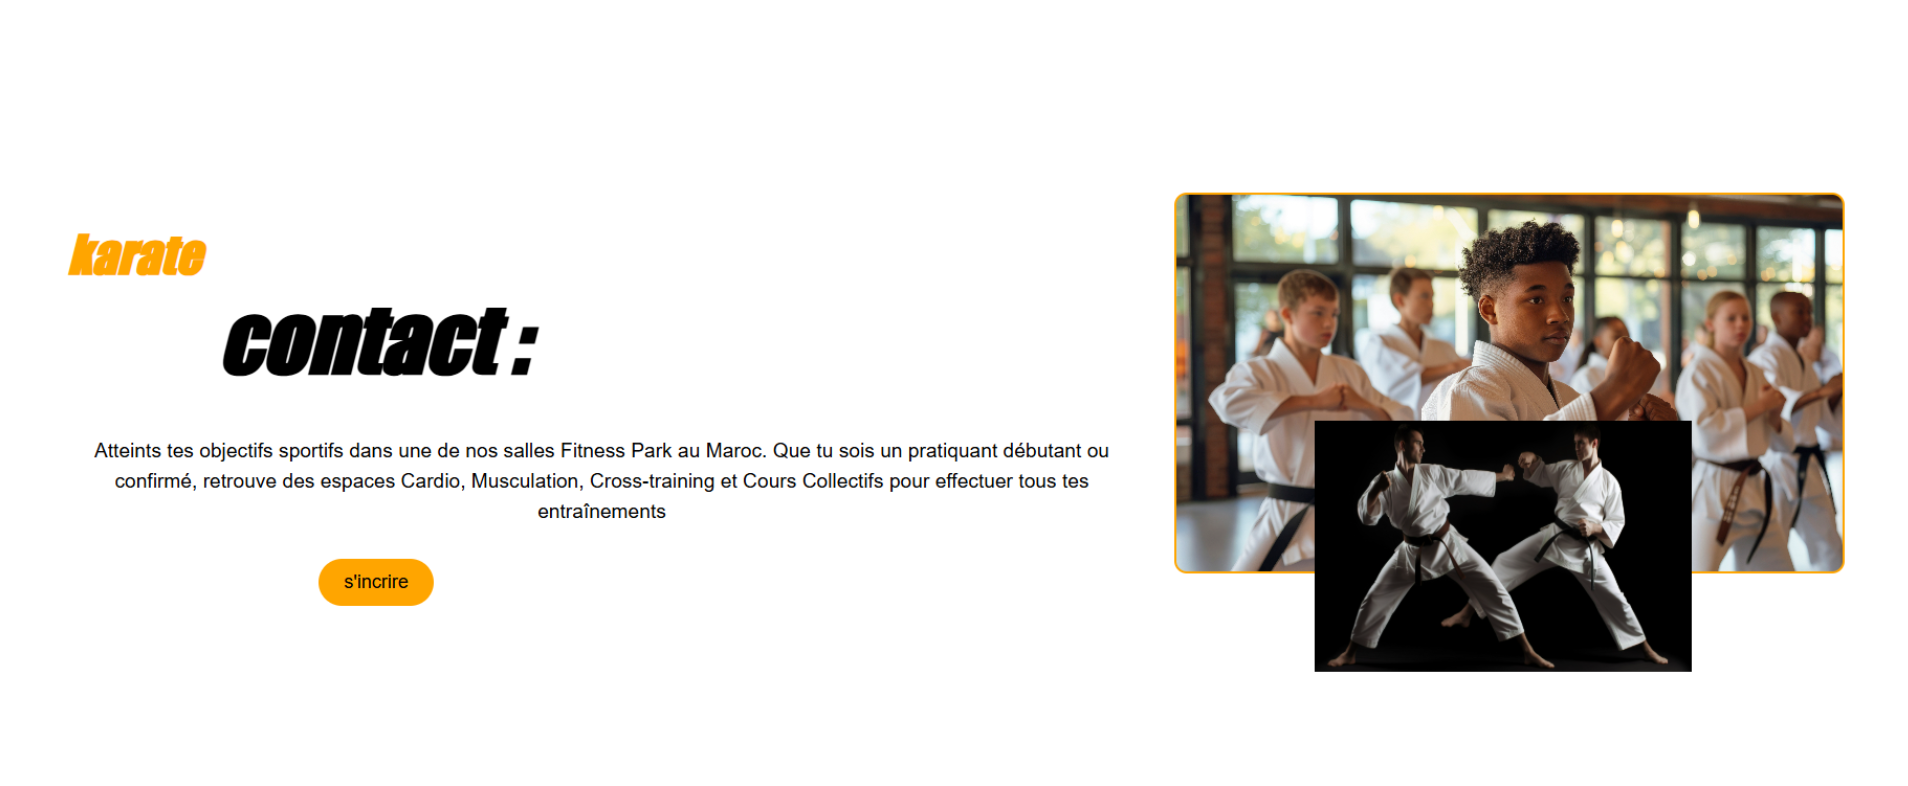 karate
contact :
Atteints tes objectifs sportifs dans une de nos salles Fitness Park au Maroc. Que tu sois un pratiquant débutant ou
confirmé, retrouve des espaces Cardio, Musculation, Cross-training et Cours Collectifs pour effectuer tous tes
entraînements
s'incrire